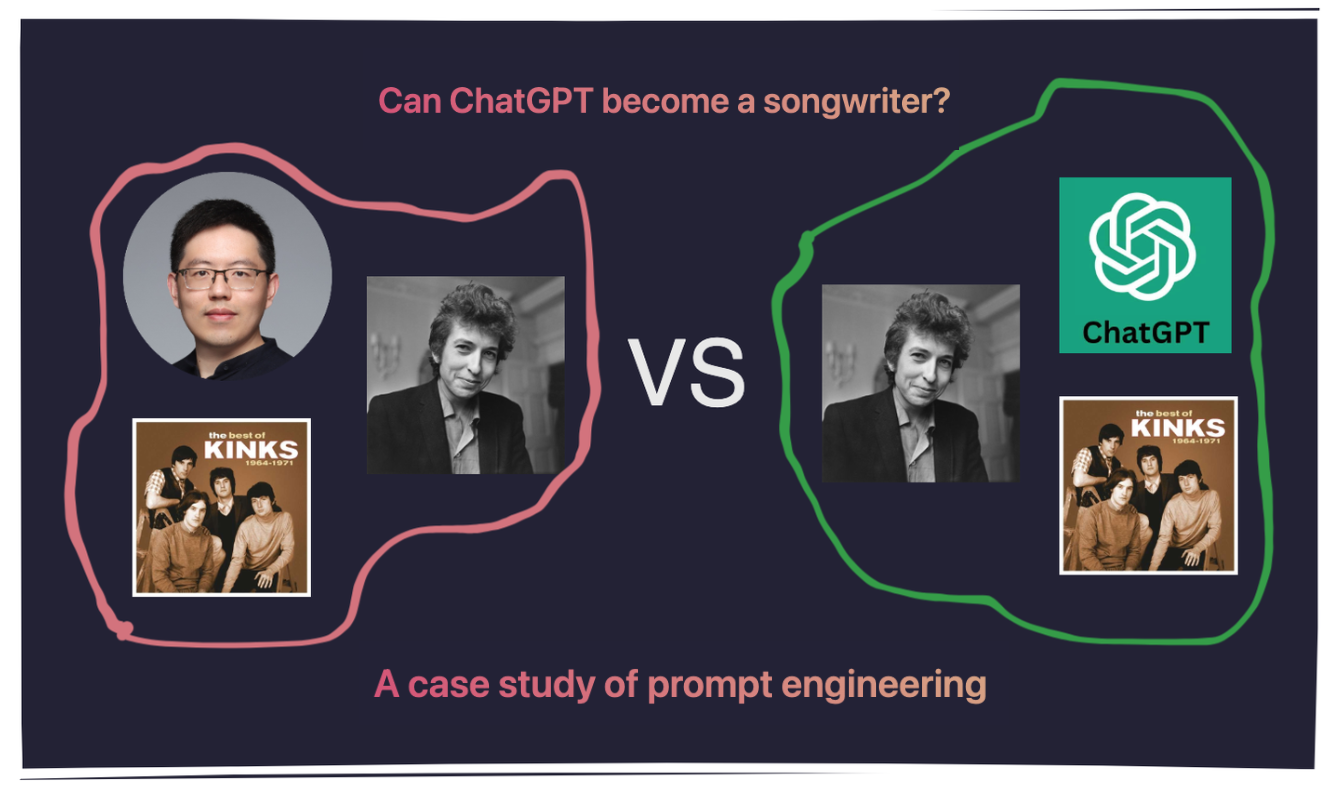 Can ChatGPT become a songwriter?
ChatGPT
the best of
KINKS
1964-1971
VS
the best of
KINKS
1964-1971
A case study of prompt engineering